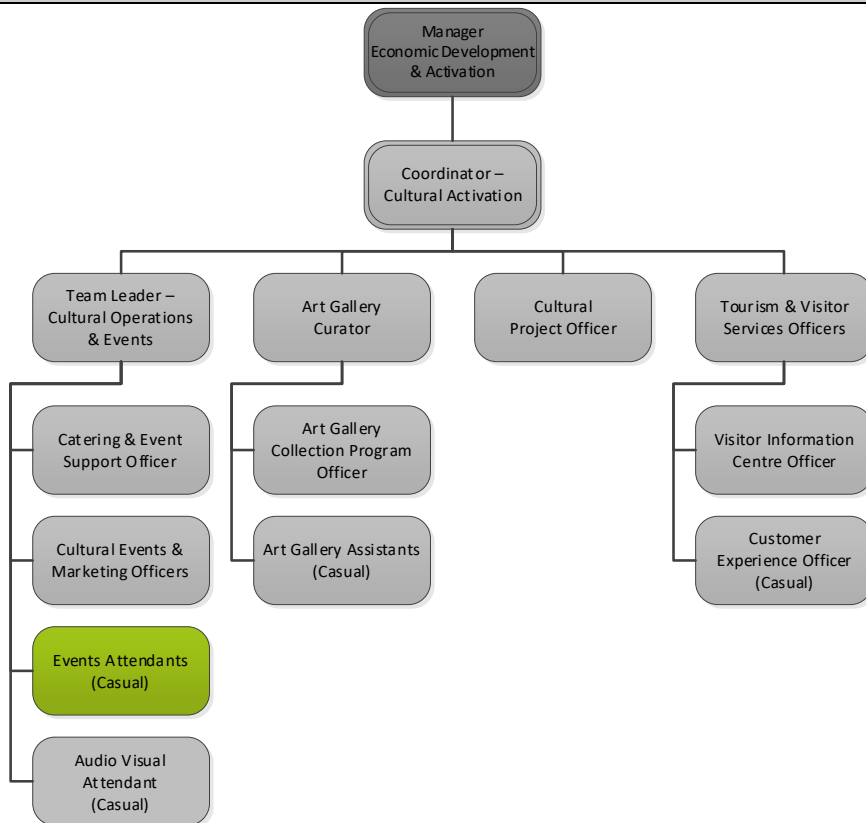 Manager
Economic Development
& Activation
Coordinator –
Cultural Activation
Team Leader –
Cultural Operations
& Events
Art Gallery
Curator
Cultural
Project Officer
Tourism & Visitor
Services Officers
Catering & Event
Support Officer
Art Gallery
Collection Program
Officer
Visitor Information
Centre Officer
Cultural Events &
Marketing Officers
Art Gallery Assistants
(Casual)
Customer
Experience Officer
(Casual)
Events Attendants
(Casual)
Audio Visual
Attendant
(Casual)